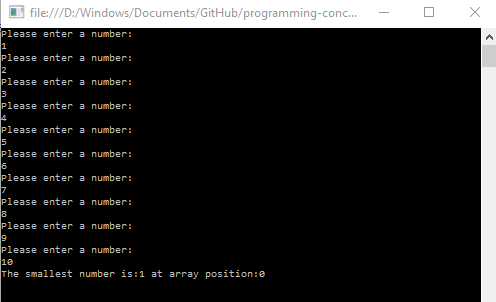 file:///D:/Windows/Documents/GitHub/programming-conc...
Please enter a number:
1
Please enter a number:
2
Please enter a number:
3
Please enter a number:
4
Please enter a number:
5
Please enter a number:
6
Please enter a number:
7
Please enter a number:
8
Please enter a number:
9
Please enter a number:
10
The smallest number is:1 at array position:0